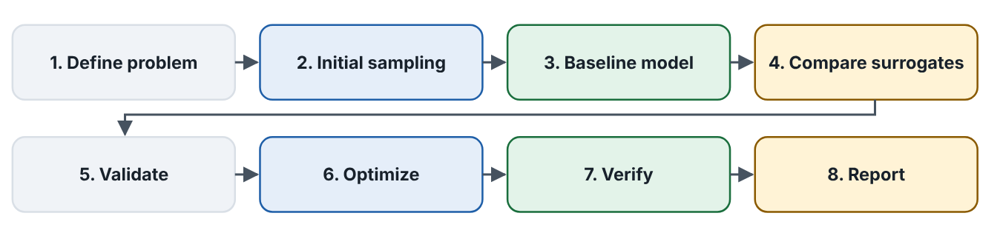 1. Define problem
2. Initial sampling
3. Baseline model
4. Compare surrogates
5. Validate
6. Optimize
7. Verify
8. Report